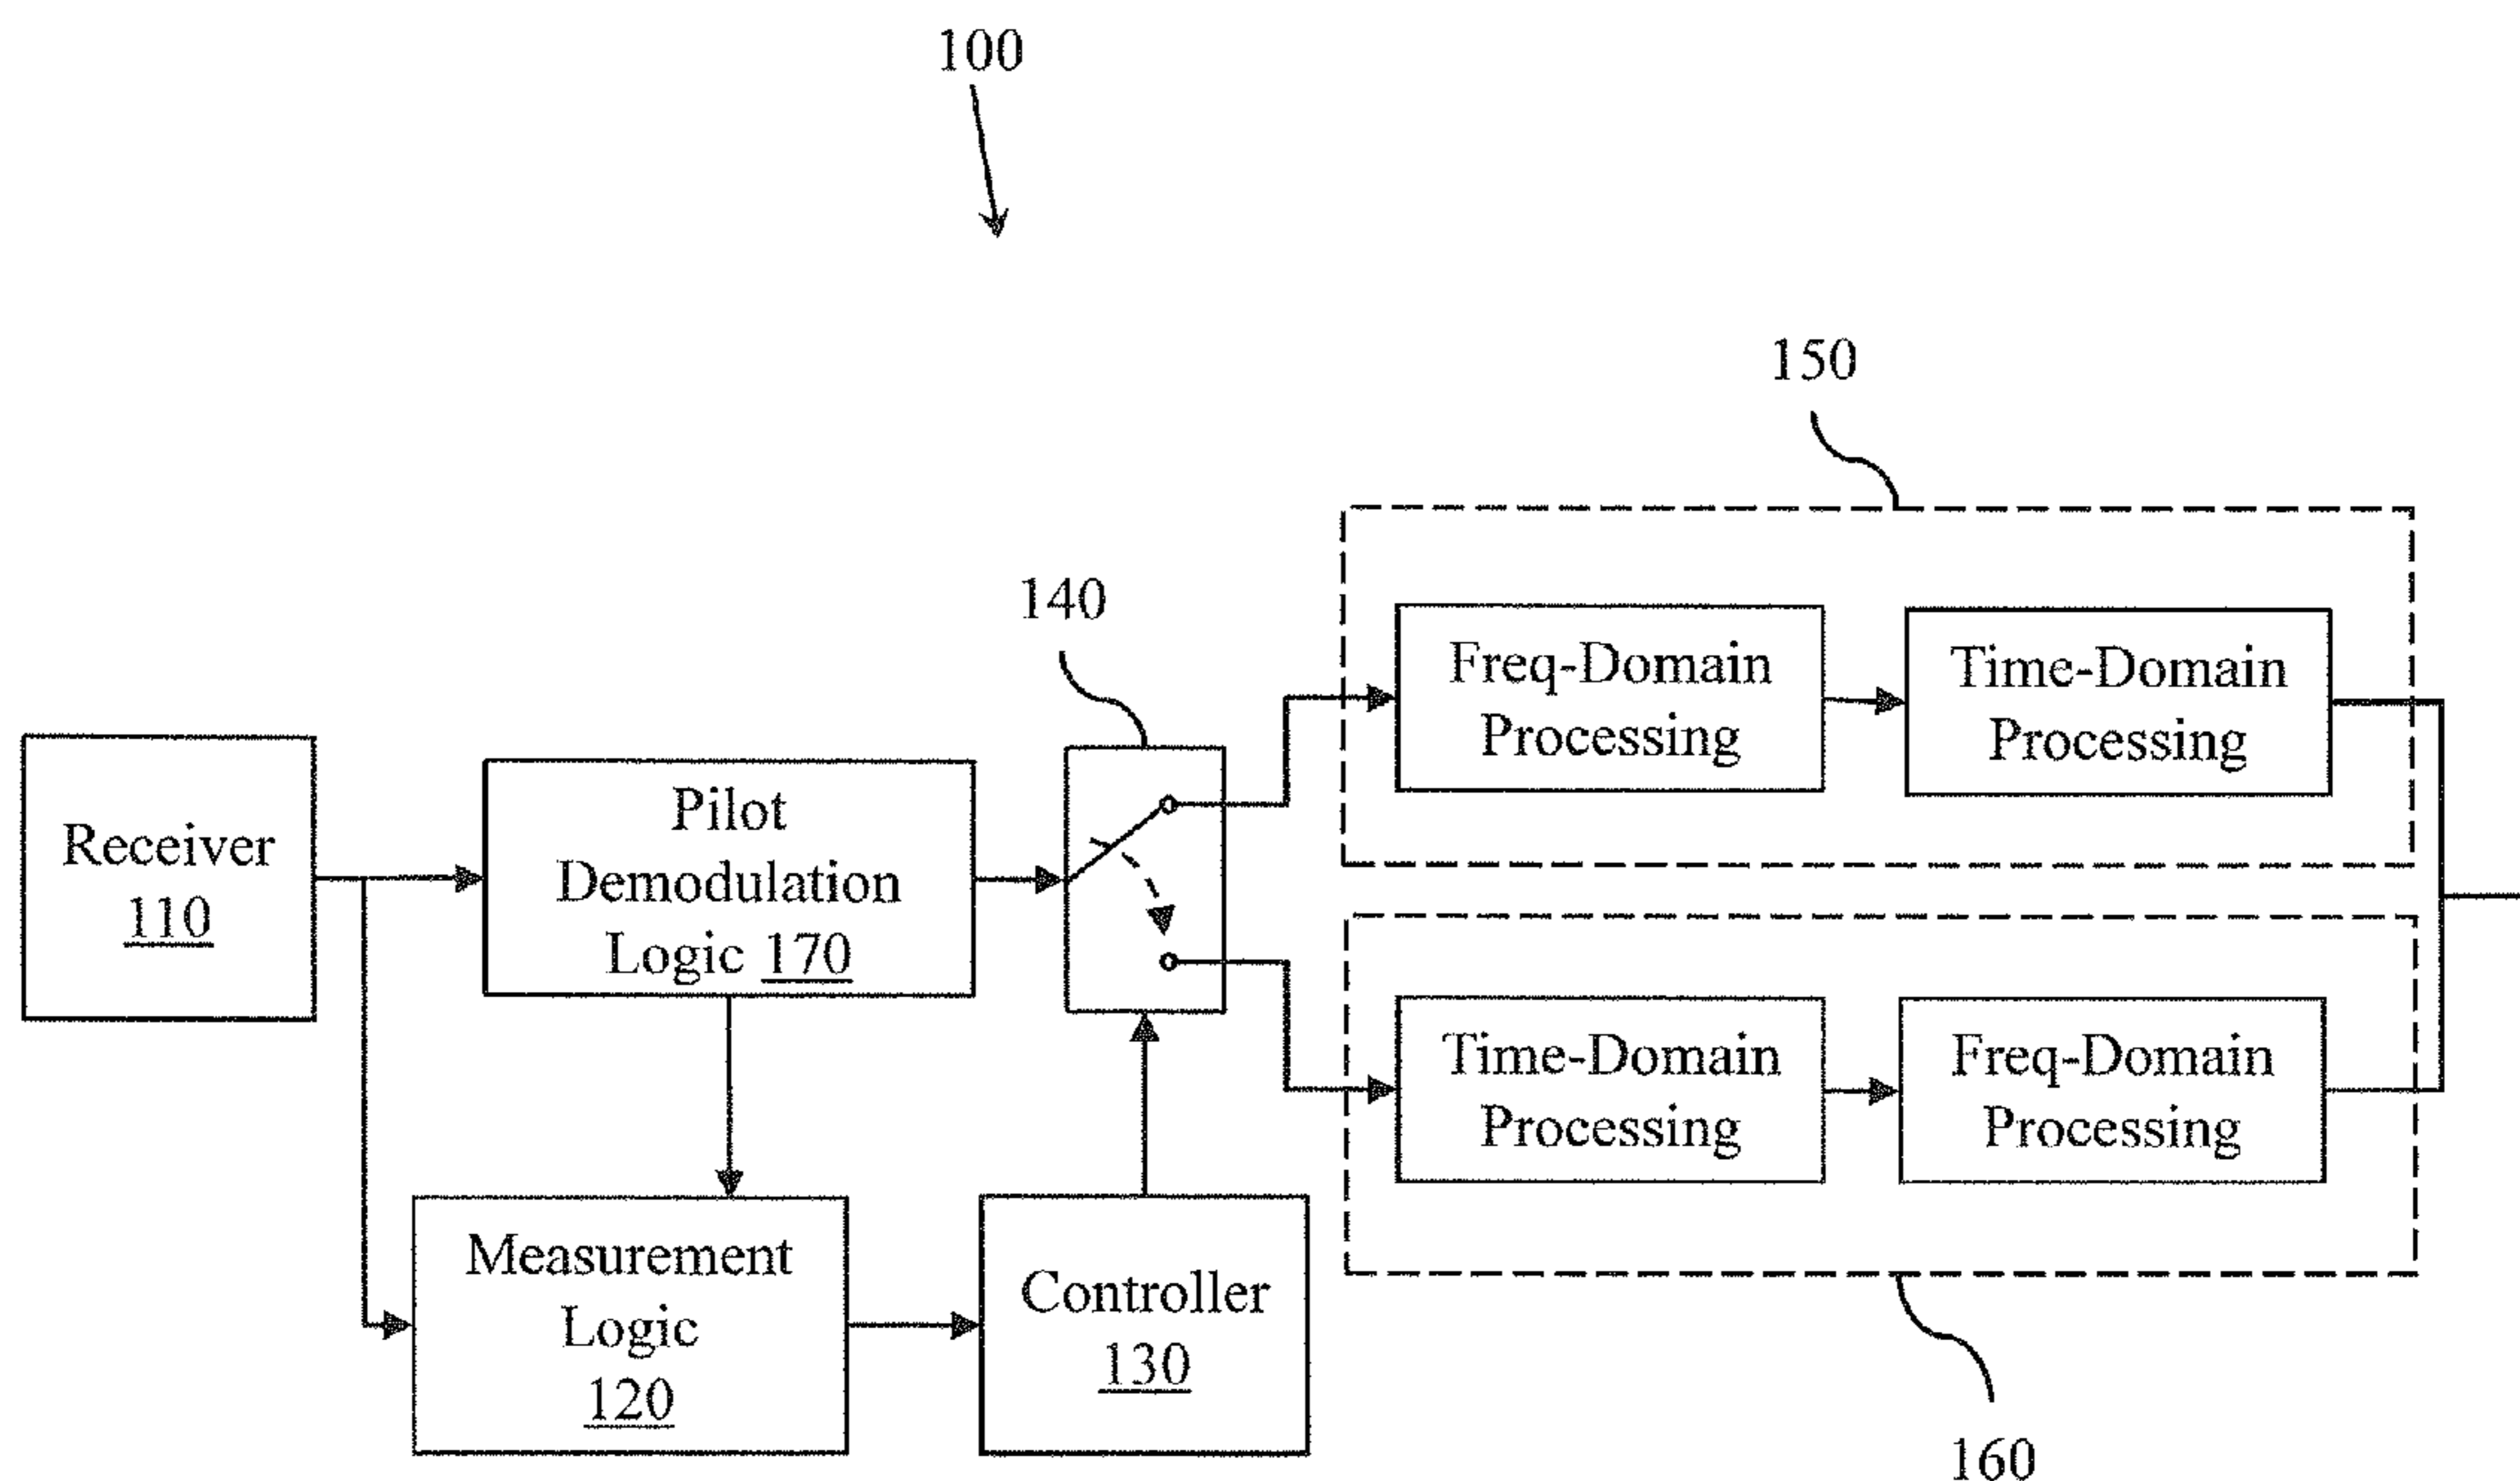 100
150
140
Freq-Domain
Processing
Time-Domain
Processing
Receiver
110
Pilot
Demodulation
Logic 170
Time-Domain
Processing
Freq-Domain
Processing
Measurement
Logic
120
Controller
130
160